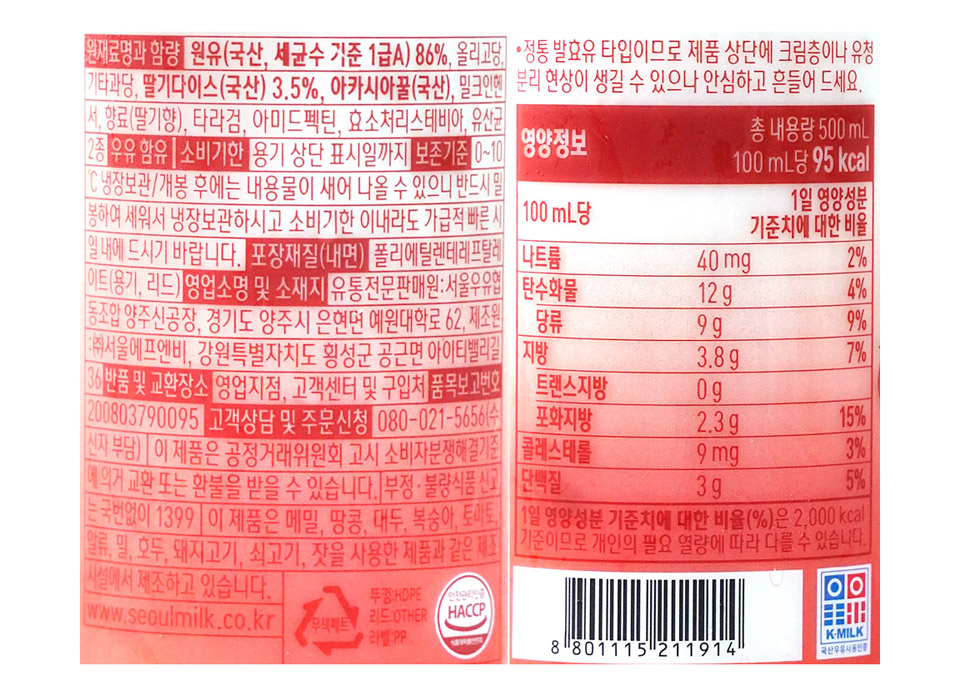 원재료명과 함량 원유(국산, 세균수 기준 1급A) 86%, 올리고당,
기타과당, 딸기다이스(국산) 3.5%, 아카시아꿀(국산), 밀크인헨
서, 향료(딸기향), 타라검, 아미드펙틴, 효소처리스테비아, 유산균
2종 우유 함유 소비기한 용기 상단 표시일까지 보존기준 0~10
℃ 냉장보관/개봉 후에는 내용물이 새어 나올 수 있으니 반드시 밀
봉하여 세워서 냉장보관하시고 소비기한 이내라도 가급적 빠른 시
일 내에 드시기 바랍니다. 포장재질(내면) 폴리에틸렌테레프탈레
이트(용기, 리드) 영업소명 및 소재지 유통전문판매원:서울우유협
동조합 양주신공장, 경기도 양주시 은현면 예원대학로 62, 제조원
:㈜서울에프엔비, 강원특별자치도 횡성군 공근면 아이티밸리길
36 반품 및 교환장소 영업지점, 고객센터 및 구입처 품목보고번호
200803790095 고객상담 및 주문신청 080-021-5656(수
신자 부담) 이 제품은 공정거래위원회 고시 소비자분쟁해결기준
에 의거 교환 또는 환불을 받을 수 있습니다. 부정·불량식품 신고
는 국번없이 1399 이 제품은 메밀, 땅콩, 대두, 복숭아, 토마토,
알류, 밀, 호두, 돼지고기, 쇠고기, 잣을 사용한 제품과 같은 제조
시설에서 제조하고 있습니다.
www.seoulmilk.co.kr
무색페트
뚜껑:HDPE
리드:OTHER
라벨:PP
안전관리인증
HACCP
식품의약품안전처
•정통 발효유 타입이므로 제품 상단에 크림층이나 유청
분리 현상이 생길 수 있으나 안심하고 흔들어 드세요.
영양정보
총 내용량 500 mL
100 mL당 95 kcal
100 mL당 1일 영양성분
기준치에 대한 비율
나트륨 40 mg 2%
탄수화물 12 g 4%
당류 9 g 9%
지방 3.8 g 7%
트랜스지방 0 g
포화지방 2.3 g 15%
콜레스테롤 9 mg 3%
단백질 3 g 5%
1일 영양성분 기준치에 대한 비율(%)은 2,000 kcal
기준이므로 개인의 필요 열량에 따라 다를 수 있습니다.
8 801115 211914
K·MILK
국산우유사용인증